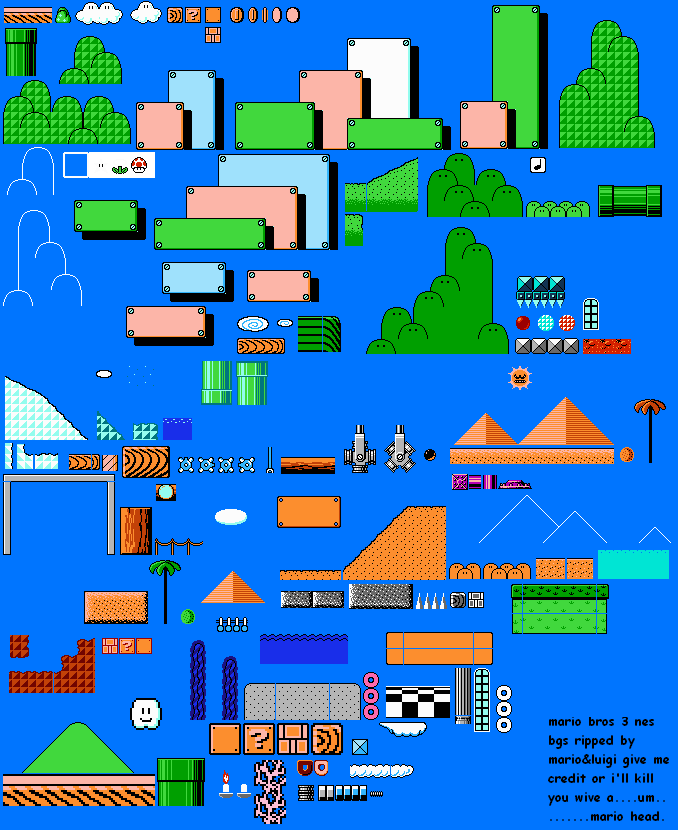 mario bros 3 nes
bgs ripped by
mario&luigi give me
credit or i'll kill
you wive a....um..
.......mario head.